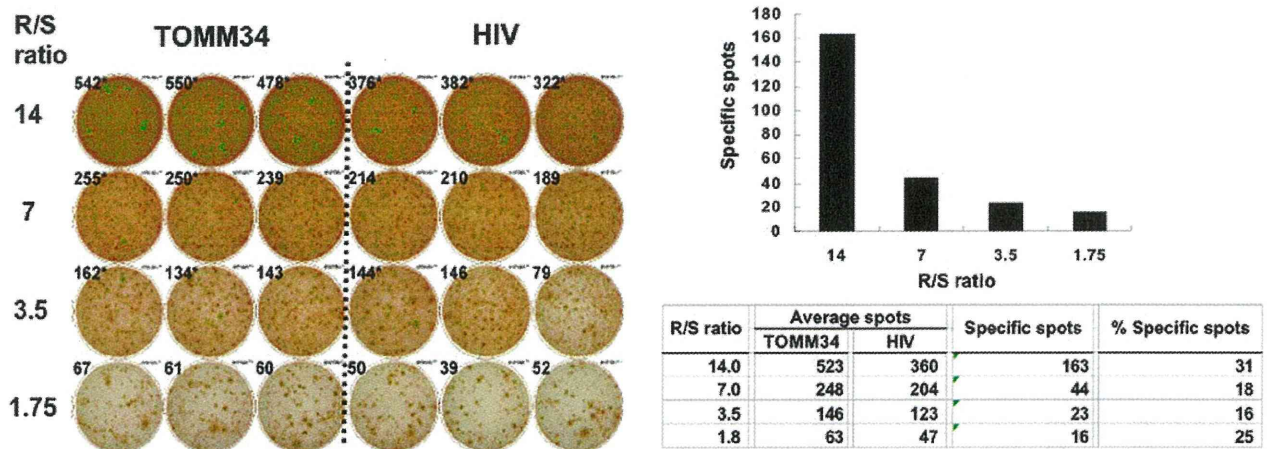 R/S ratio
TOMM34 HIV
14
542* 550* 478* 376* 382* 322*
7
255* 250* 239 214 210 189
3.5
162* 134* 143 144* 146 79
1.75
67 61 60 50 39 52
Specific spots
180
160
140
120
100
80
60
40
20
0
14 7 3.5 1.75
R/S ratio
R/S ratio Average spots Specific spots % Specific spots
TOMM34 HIV
14.0 523 360 163 31
7.0 248 204 44 18
3.5 146 123 23 16
1.8 63 47 16 25